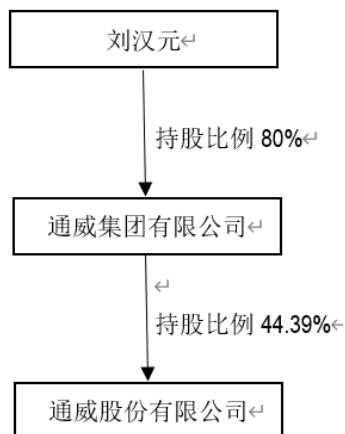 刘汉元↵
持股比例 80%↵
通威集团有限公司↵
↵
持股比例 44.39%↵
通威股份有限公司↵